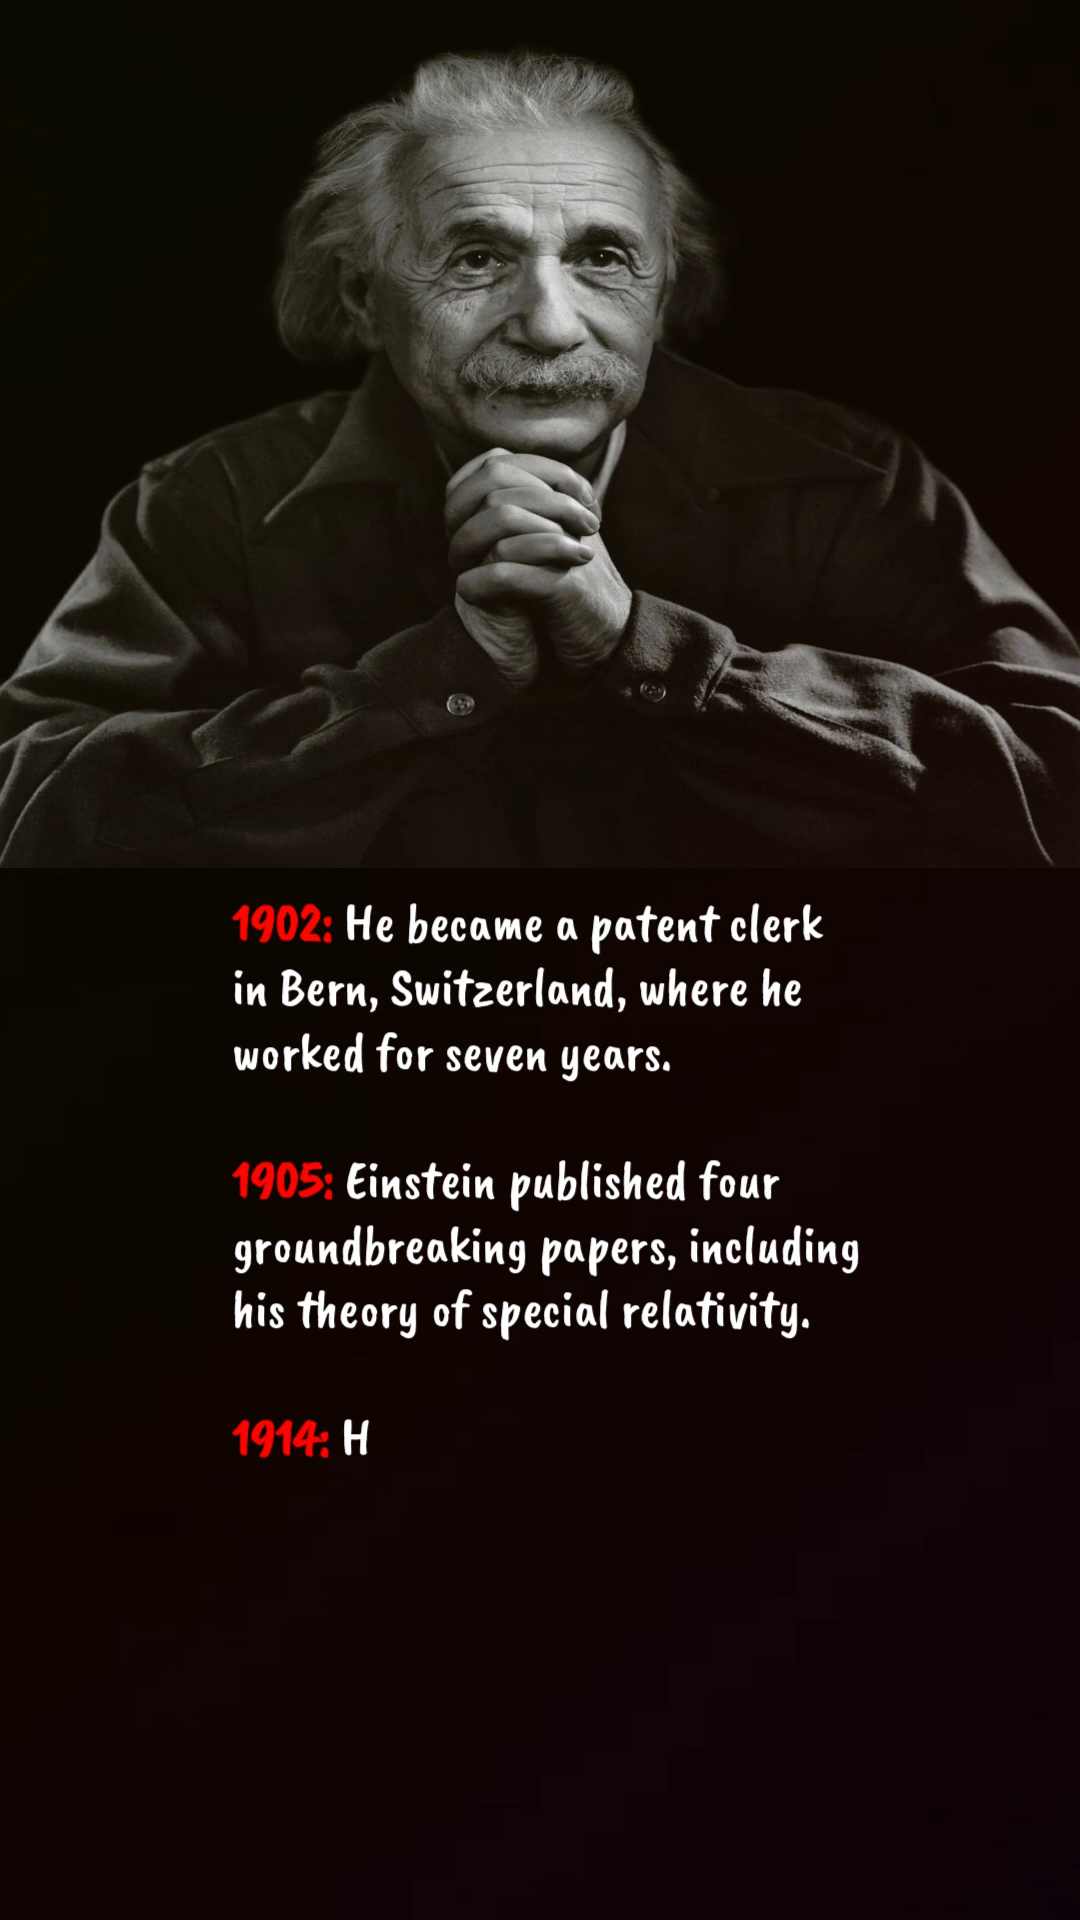 1902: He became a patent clerk
in Bern, Switzerland, where he
worked for seven years.
1905: Einstein published four
groundbreaking papers, including
his theory of special relativity.
1914: H